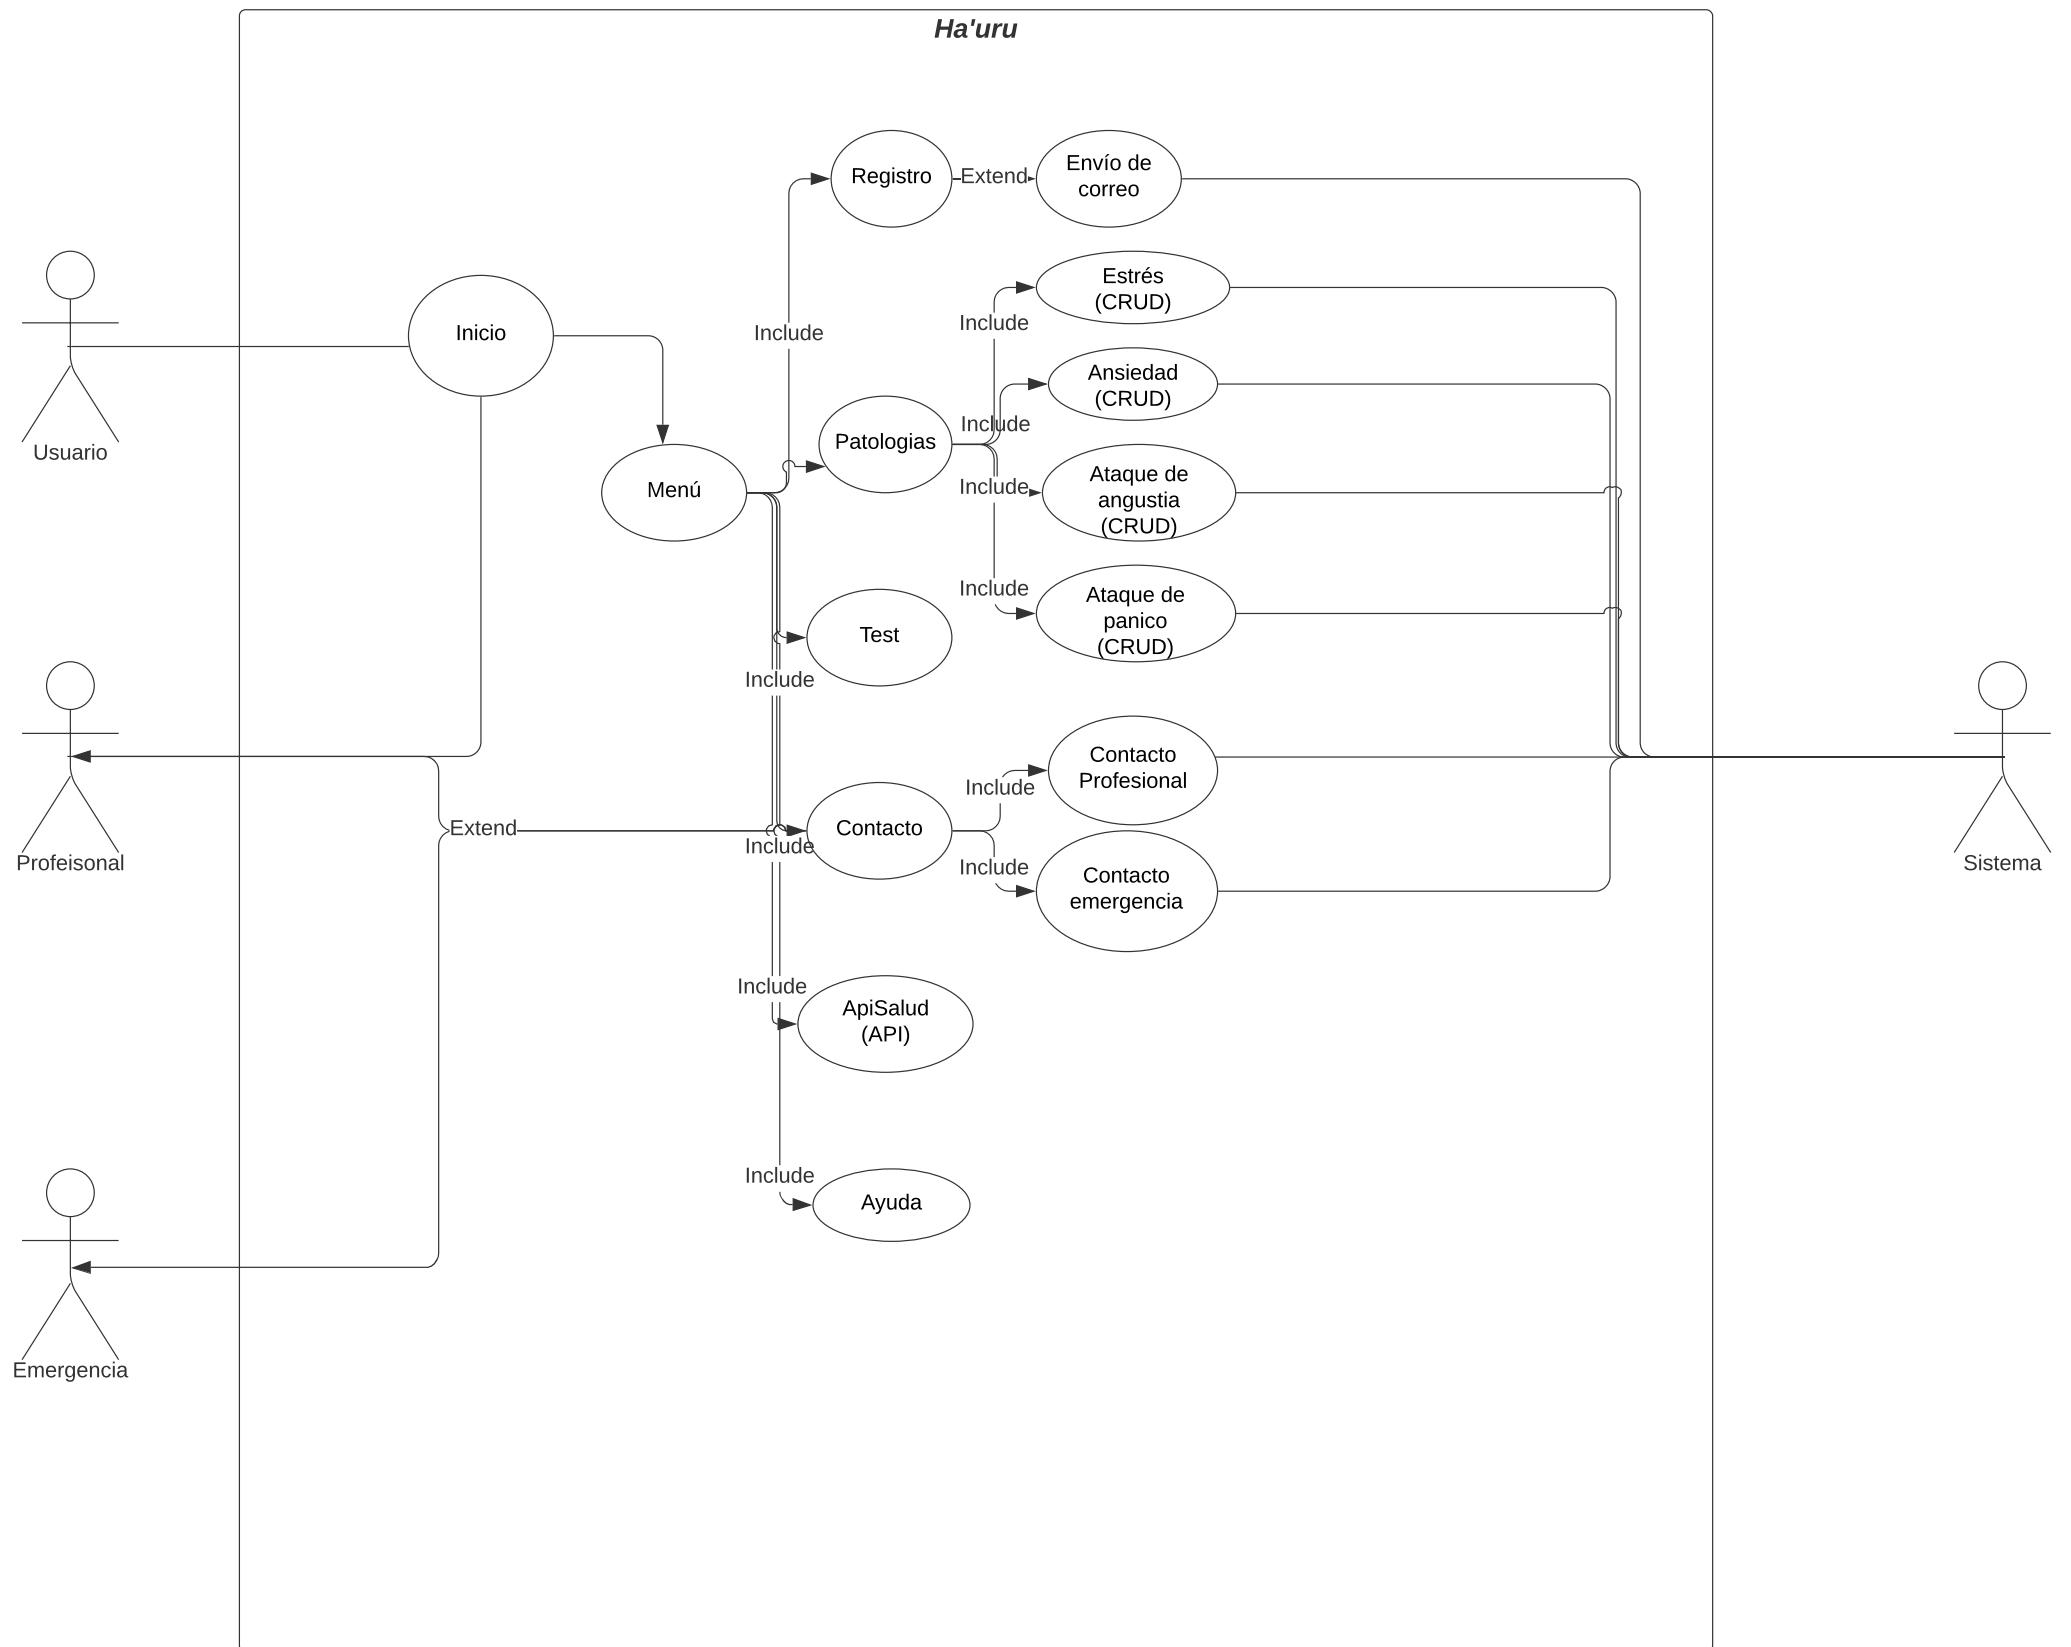 Ha'uru
Registro
Extend
Envío de
correo
Estrés
(CRUD)
Include
Include
Inicio
Ansiedad
(CRUD)
Include
Patologias
Usuario
Menú
Include
Ataque de
angustia
(CRUD)
Include
Ataque de
panico
(CRUD)
Test
Include
Contacto
Profesional
Include
Extend
Contacto
Include
Profeisonal
Sistema
Include
Contacto
emergencia
Include
ApiSalud
(API)
Include
Ayuda
Emergencia